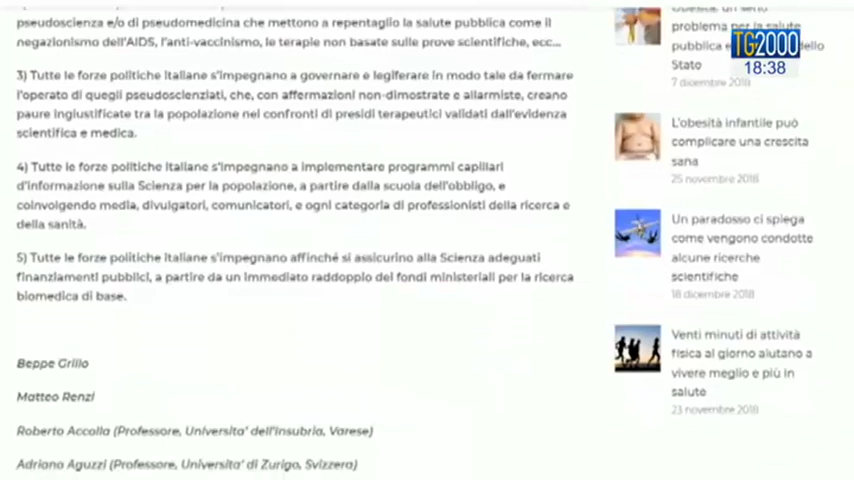 pseudoscienza e/o di pseudomedicina che mettono a repentaglio la salute pubblica come il
negazionismo dell'AIDS, l'anti-vaccinismo, le terapie non basate sulle prove scientifiche, ecc...
3) Tutte le forze politiche italiane s'impegnano a governare e legiferare in modo tale da fermare
l'operato di quegli pseudoscienziati, che, con affermazioni non-dimostrate e allarmiste, creano
paure ingiustificate tra la popolazione nei confronti di presidi terapeutici validati dall'evidenza
scientifica e medica.
4) Tutte le forze politiche italiane s'impegnano a implementare programmi capillari
d'informazione sulla Scienza per la popolazione, a partire dalla scuola dell'obbligo, e
coinvolgendo media, divulgatori, comunicatori, e ogni categoria di professionisti della ricerca e
della sanità.
5) Tutte le forze politiche italiane s'impegnano affinché si assicurino alla Scienza adeguati
finanziamenti pubblici, a partire da un immediato raddoppio dei fondi ministeriali per la ricerca
biomedica di base.
Beppe Grillo
Matteo Renzi
Roberto Accolla (Professore, Universita' dell'Insubria, Varese)
Adriano Aguzzi (Professore, Universita' di Zurigo, Svizzera)
problema per la salute
pubblica e dello
Stato
7 dicembre 2018
L'obesità infantile può
complicare una crescita
sana
25 novembre 2018
Un paradosso ci spiega
come vengono condotte
alcune ricerche
scientifiche
18 dicembre 2018
Venti minuti di attività
fisica al giorno aiutano a
vivere meglio e più in
salute
23 novembre 2018
TG2000
18:38